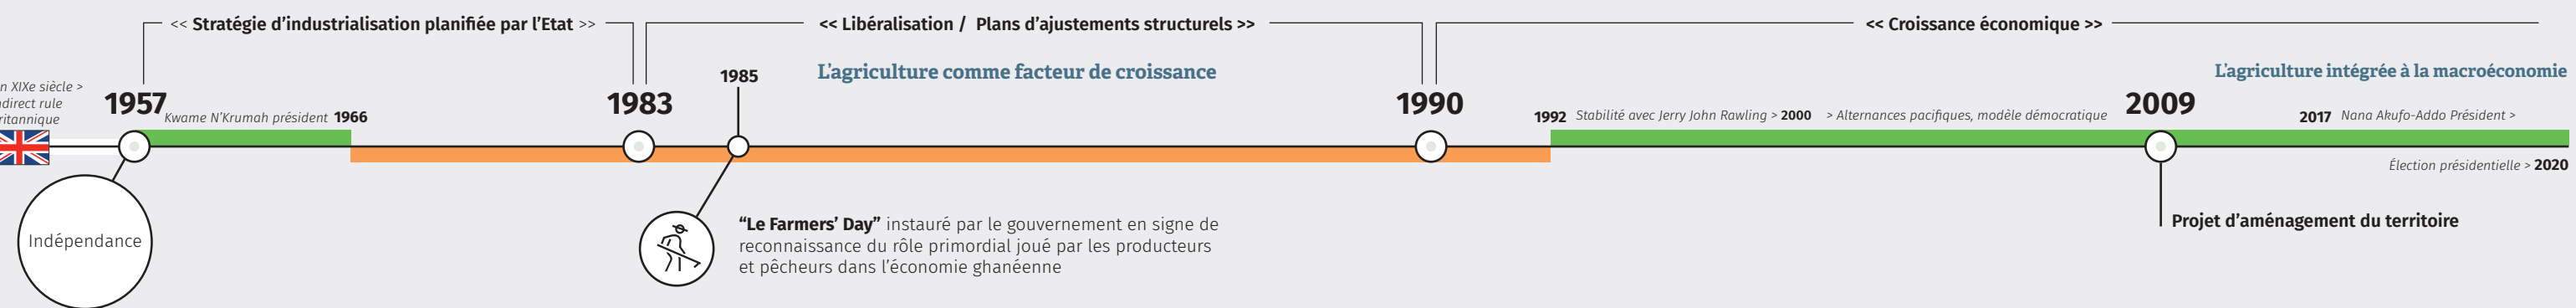 << Stratégie d’industrialisation planifiée par l’Etat >>
<< Libéralisation / Plans d’ajustements structurels >>
<< Croissance économique >>
L’agriculture comme facteur de croissance
L’agriculture intégrée à la macroéconomie
n XIXe siècle >
ndirect rule
ritannique
1957
Kwame N’Krumah président 1966
1983
1985
1990
1992 Stabilité avec Jerry John Rawling > 2000 > Alternances pacifiques, modèle démocratique
2009
2017 Nana Akufo-Addo Président >
Élection présidentielle > 2020
Indépendance
“Le Farmers’ Day” instauré par le gouvernement en signe de
reconnaissance du rôle primordial joué par les producteurs
et pêcheurs dans l’économie ghanéenne
Projet d’aménagement du territoire